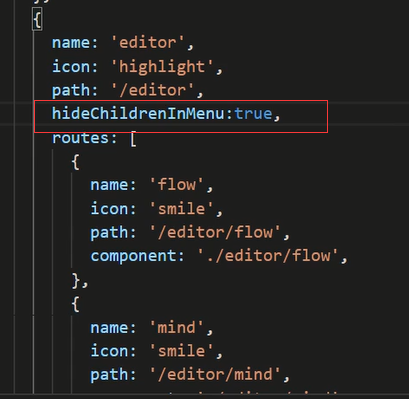 {
name: 'editor',
icon: 'highlight',
path: '/editor',
hideChildrenInMenu:true,
routes: [
{
name: 'flow',
icon: 'smile',
path: '/editor/flow',
component: './editor/flow',
},
{
name: 'mind',
icon: 'smile',
path: '/editor/mind',